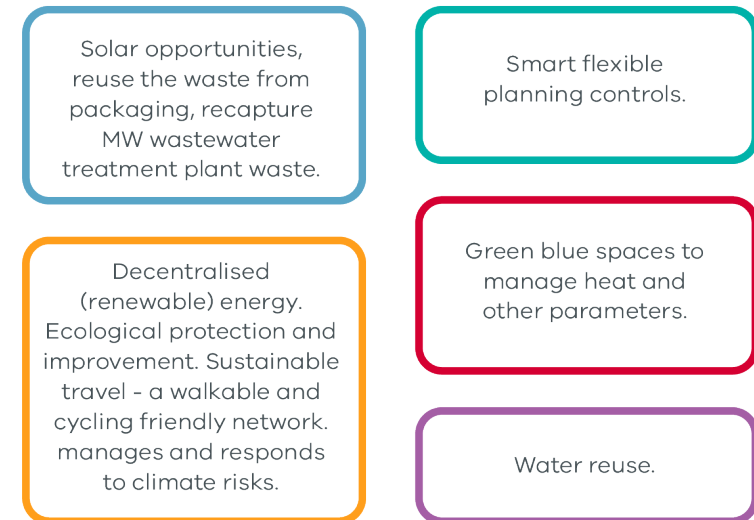 Solar opportunities,
reuse the waste from
packaging, recapture
MW wastewater
treatment plant waste.
Decentralised
(renewable) energy.
Ecological protection and
improvement. Sustainable
travel - a walkable and
cycling friendly network.
manages and responds
to climate risks.
Smart flexible
planning controls.
Green blue spaces to
manage heat and
other parameters.
Water reuse.